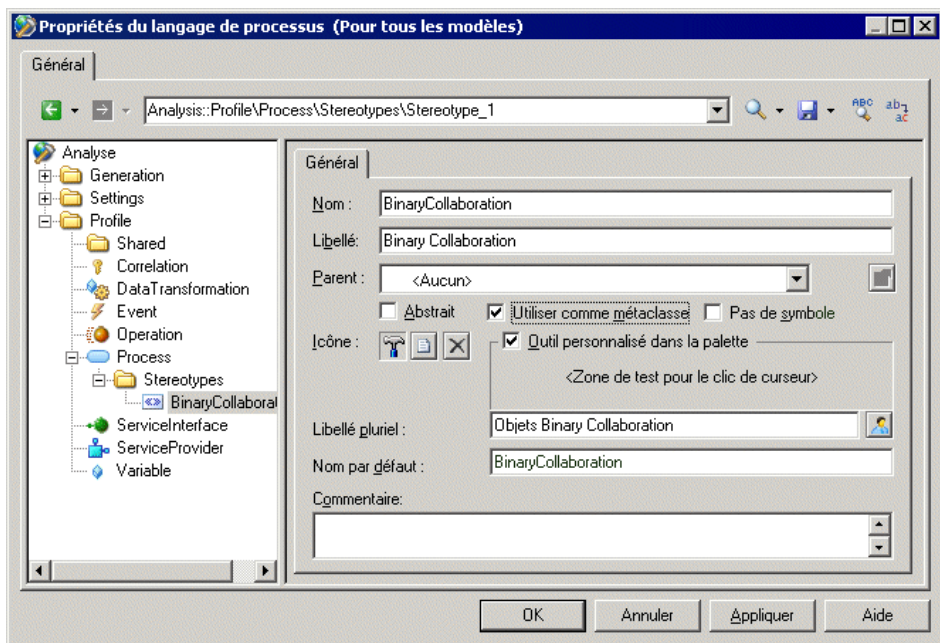 Propriétés du langage de processus (Pour tous les modèles)
Général
Analysis::Profile\Process\Stereotypes\Stereotype_1
ABC
ab
ac
Analyse
Generation
Settings
Profile
Shared
Correlation
DataTransformation
Event
Operation
Process
Stereotypes
BinaryCollaborat
ServiceInterface
ServiceProvider
Variable
Général
Nom : BinaryCollaboration
Libellé: Binary Collaboration
Parent : <Aucun>
Abstrait Utiliser comme métaclasse Pas de symbole
Icône : Outil personnalisé dans la palette
<Zone de test pour le clic de curseur>
Libellé pluriel : Objets Binary Collaboration
Nom par défaut : BinaryCollaboration
Commentaire:
OK Annuler Appliquer Aide